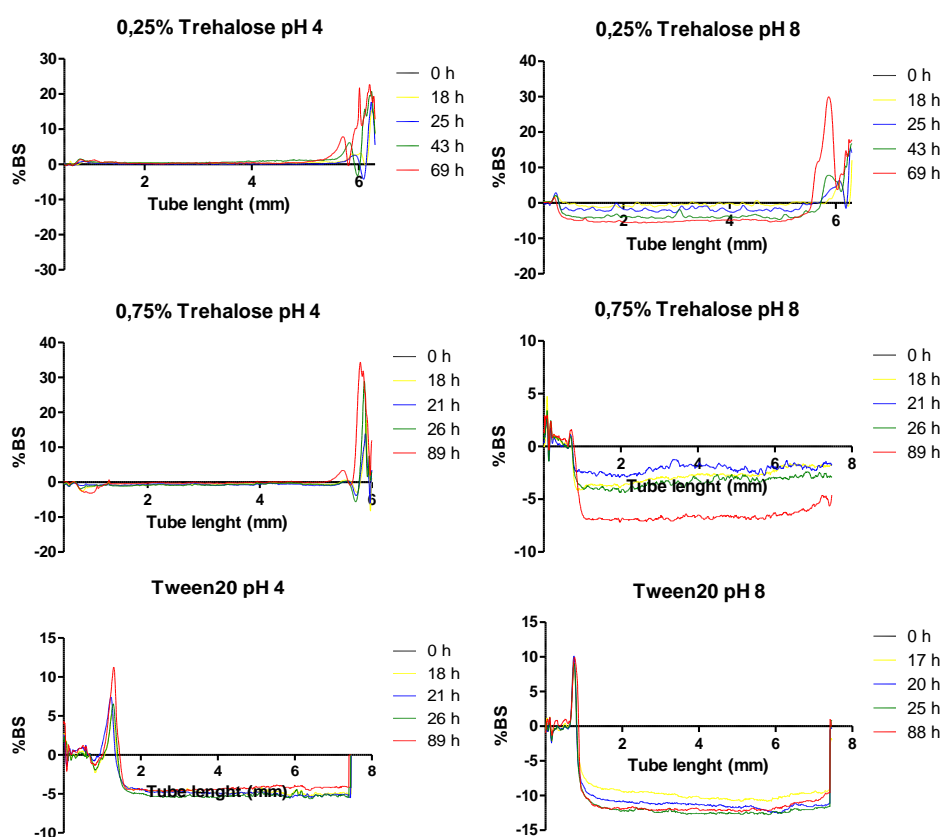 0,25% Trehalose pH 4
30
20
10
0
-10
-20
-30
%BS
2
4
6
Tube lenght (mm)
0 h
18 h
25 h
43 h
69 h
0,25% Trehalose pH 8
40
30
20
10
0
-10
-20
%BS
2
4
6
Tube lenght (mm)
0 h
18 h
25 h
43 h
69 h
0,75% Trehalose pH 4
40
30
20
10
0
-10
-20
%BS
2
4
6
Tube lenght (mm)
0 h
18 h
21 h
26 h
89 h
0,75% Trehalose pH 8
10
5
0
-5
-10
%BS
2
4
6
8
Tube lenght (mm)
0 h
18 h
21 h
26 h
89 h
Tween20 pH 4
15
10
5
0
-5
-10
%BS
2
4
6
8
Tube lenght (mm)
0 h
18 h
21 h
26 h
89 h
Tween20 pH 8
15
10
5
0
-5
-10
-15
%BS
2
4
6
8
Tube lenght (mm)
0 h
17 h
20 h
25 h
88 h